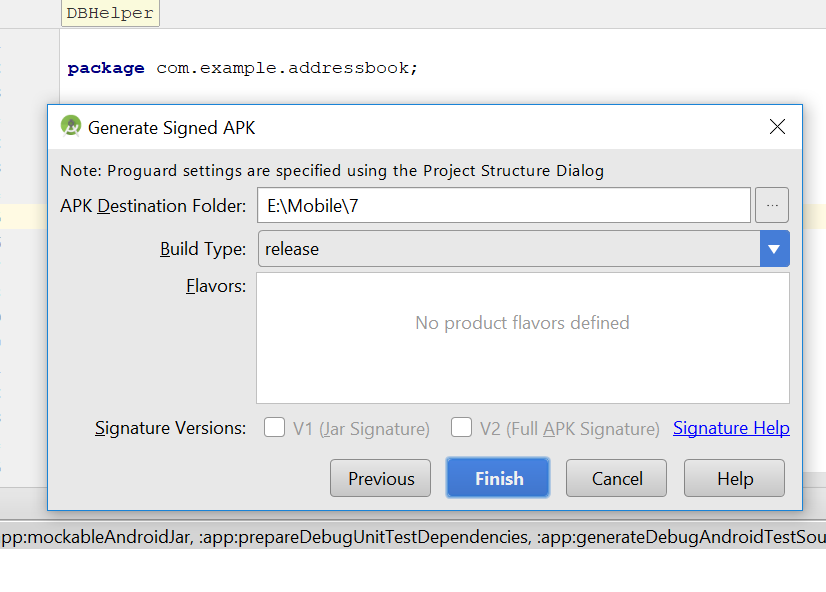 DBHelper
package com.example.addressbook;
Generate Signed APK
Note: Proguard settings are specified using the Project Structure Dialog
APK Destination Folder: E:\Mobile\7 ...
Build Type: release
Flavors:
No product flavors defined
Signature Versions: V1 (Jar Signature) V2 (Full APK Signature) Signature Help
Previous Finish Cancel Help
pp:mockableAndroidJar, :app:prepareDebugUnitTestDependencies, :app:generateDebugAndroidTestSou